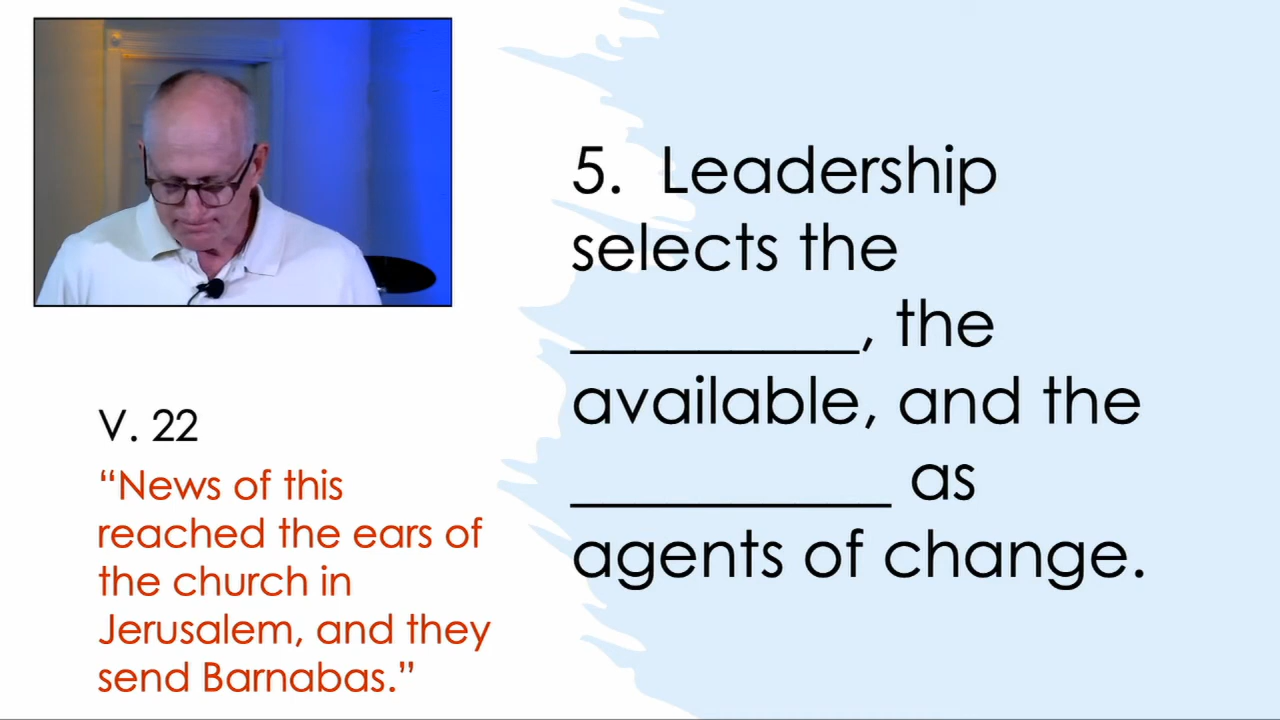 V. 22
“News of this
reached the ears of
the church in
Jerusalem, and they
send Barnabas.”
5. Leadership
selects the
_________, the
available, and the
__________ as
agents of change.